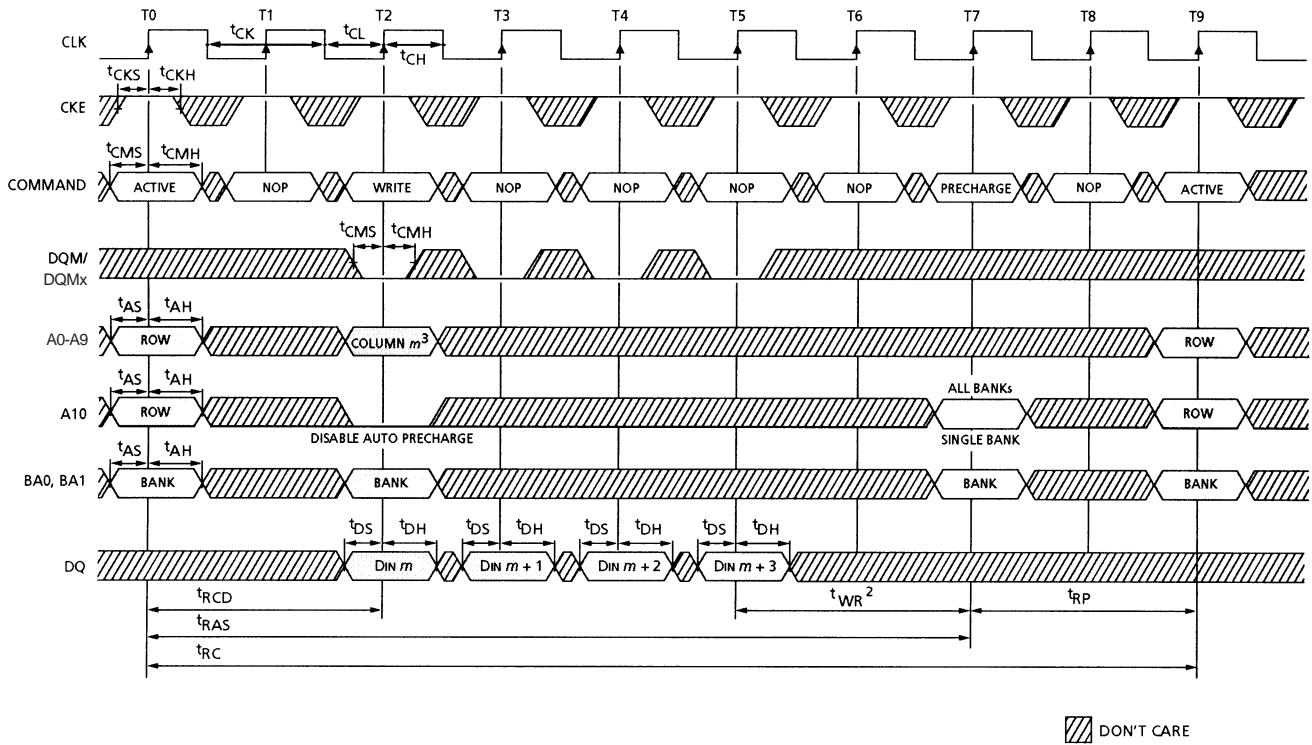 T0 T1 T2 T3 T4 T5 T6 T7 T8 T9
CLK
tCK tCL
tCH
tCKS tCKH
CKE
tCMS tCMH
COMMAND ACTIVE NOP WRITE NOP NOP NOP NOP PRECHARGE NOP ACTIVE
tCMS tCMH
DQM/
DQMx
tAS tAH
A0-A9 ROW COLUMN m3 ROW
tAS tAH
ALL BANKs
A10 ROW ROW
DISABLE AUTO PRECHARGE SINGLE BANK
tAS tAH
BA0, BA1 BANK BANK BANK BANK
tDS tDH tDS tDH tDS tDH tDS tDH
DQ DIN m DIN m + 1 DIN m + 2 DIN m + 3
tRCD tWR2 tRP
tRAS
tRC
DON'T CARE